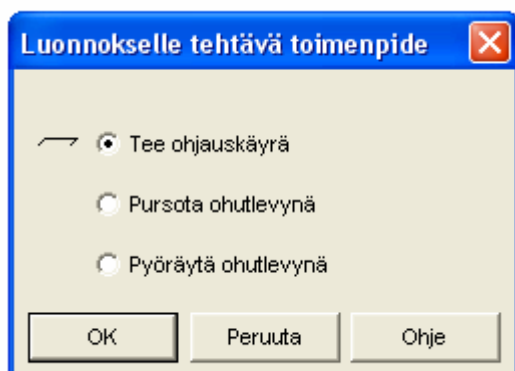 Luonnokselle tehtävä toimenpide
Tee ohjauskäyrä
Pursota ohutlevynä
Pyöräytä ohutlevynä
OK Peruuta Ohje